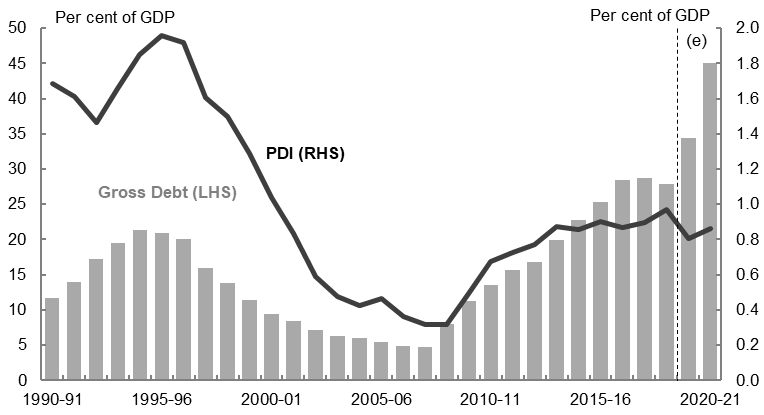 Per cent of GDP Per cent of GDP
50 2.0
(e)
45 1.8
40 1.6
35 1.4
PDI (RHS)
30 1.2
Gross Debt (LHS)
25 1.0
20 0.8
15 0.6
10 0.4
5 0.2
0 0.0
1990-91 1995-96 2000-01 2005-06 2010-11 2015-16 2020-21